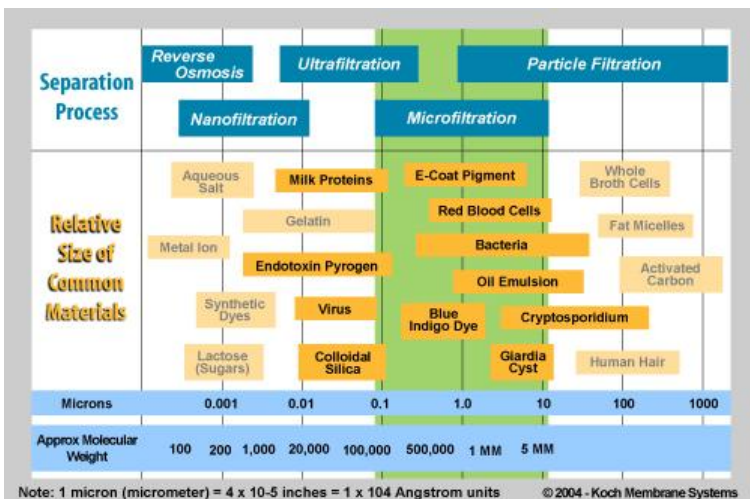 Separation
Process
Reverse
Osmosis
Ultrafiltration
Particle Filtration
Nanofiltration
Microfiltration
Relative
Size of
Common
Materials
Aqueous
Salt
Milk Proteins
E-Coat Pigment
Whole
Broth Cells
Gelatin
Red Blood Cells
Fat Micelles
Metal Ion
Bacteria
Endotoxin Pyrogen
Oil Emulsion
Activated
Carbon
Synthetic
Dyes
Virus
Blue
Indigo Dye
Cryptosporidium
Lactose
(Sugars)
Colloidal
Silica
Giardia
Cyst
Human Hair
Microns 0.001 0.01 0.1 1.0 10 100 1000
Approx Molecular
Weight
100 200 1,000 20,000 100,000 500,000 1 MM 5 MM
Note: 1 micron (micrometer) = 4 x 10-5 inches = 1 x 104 Angstrom units © 2004 - Koch Membrane Systems